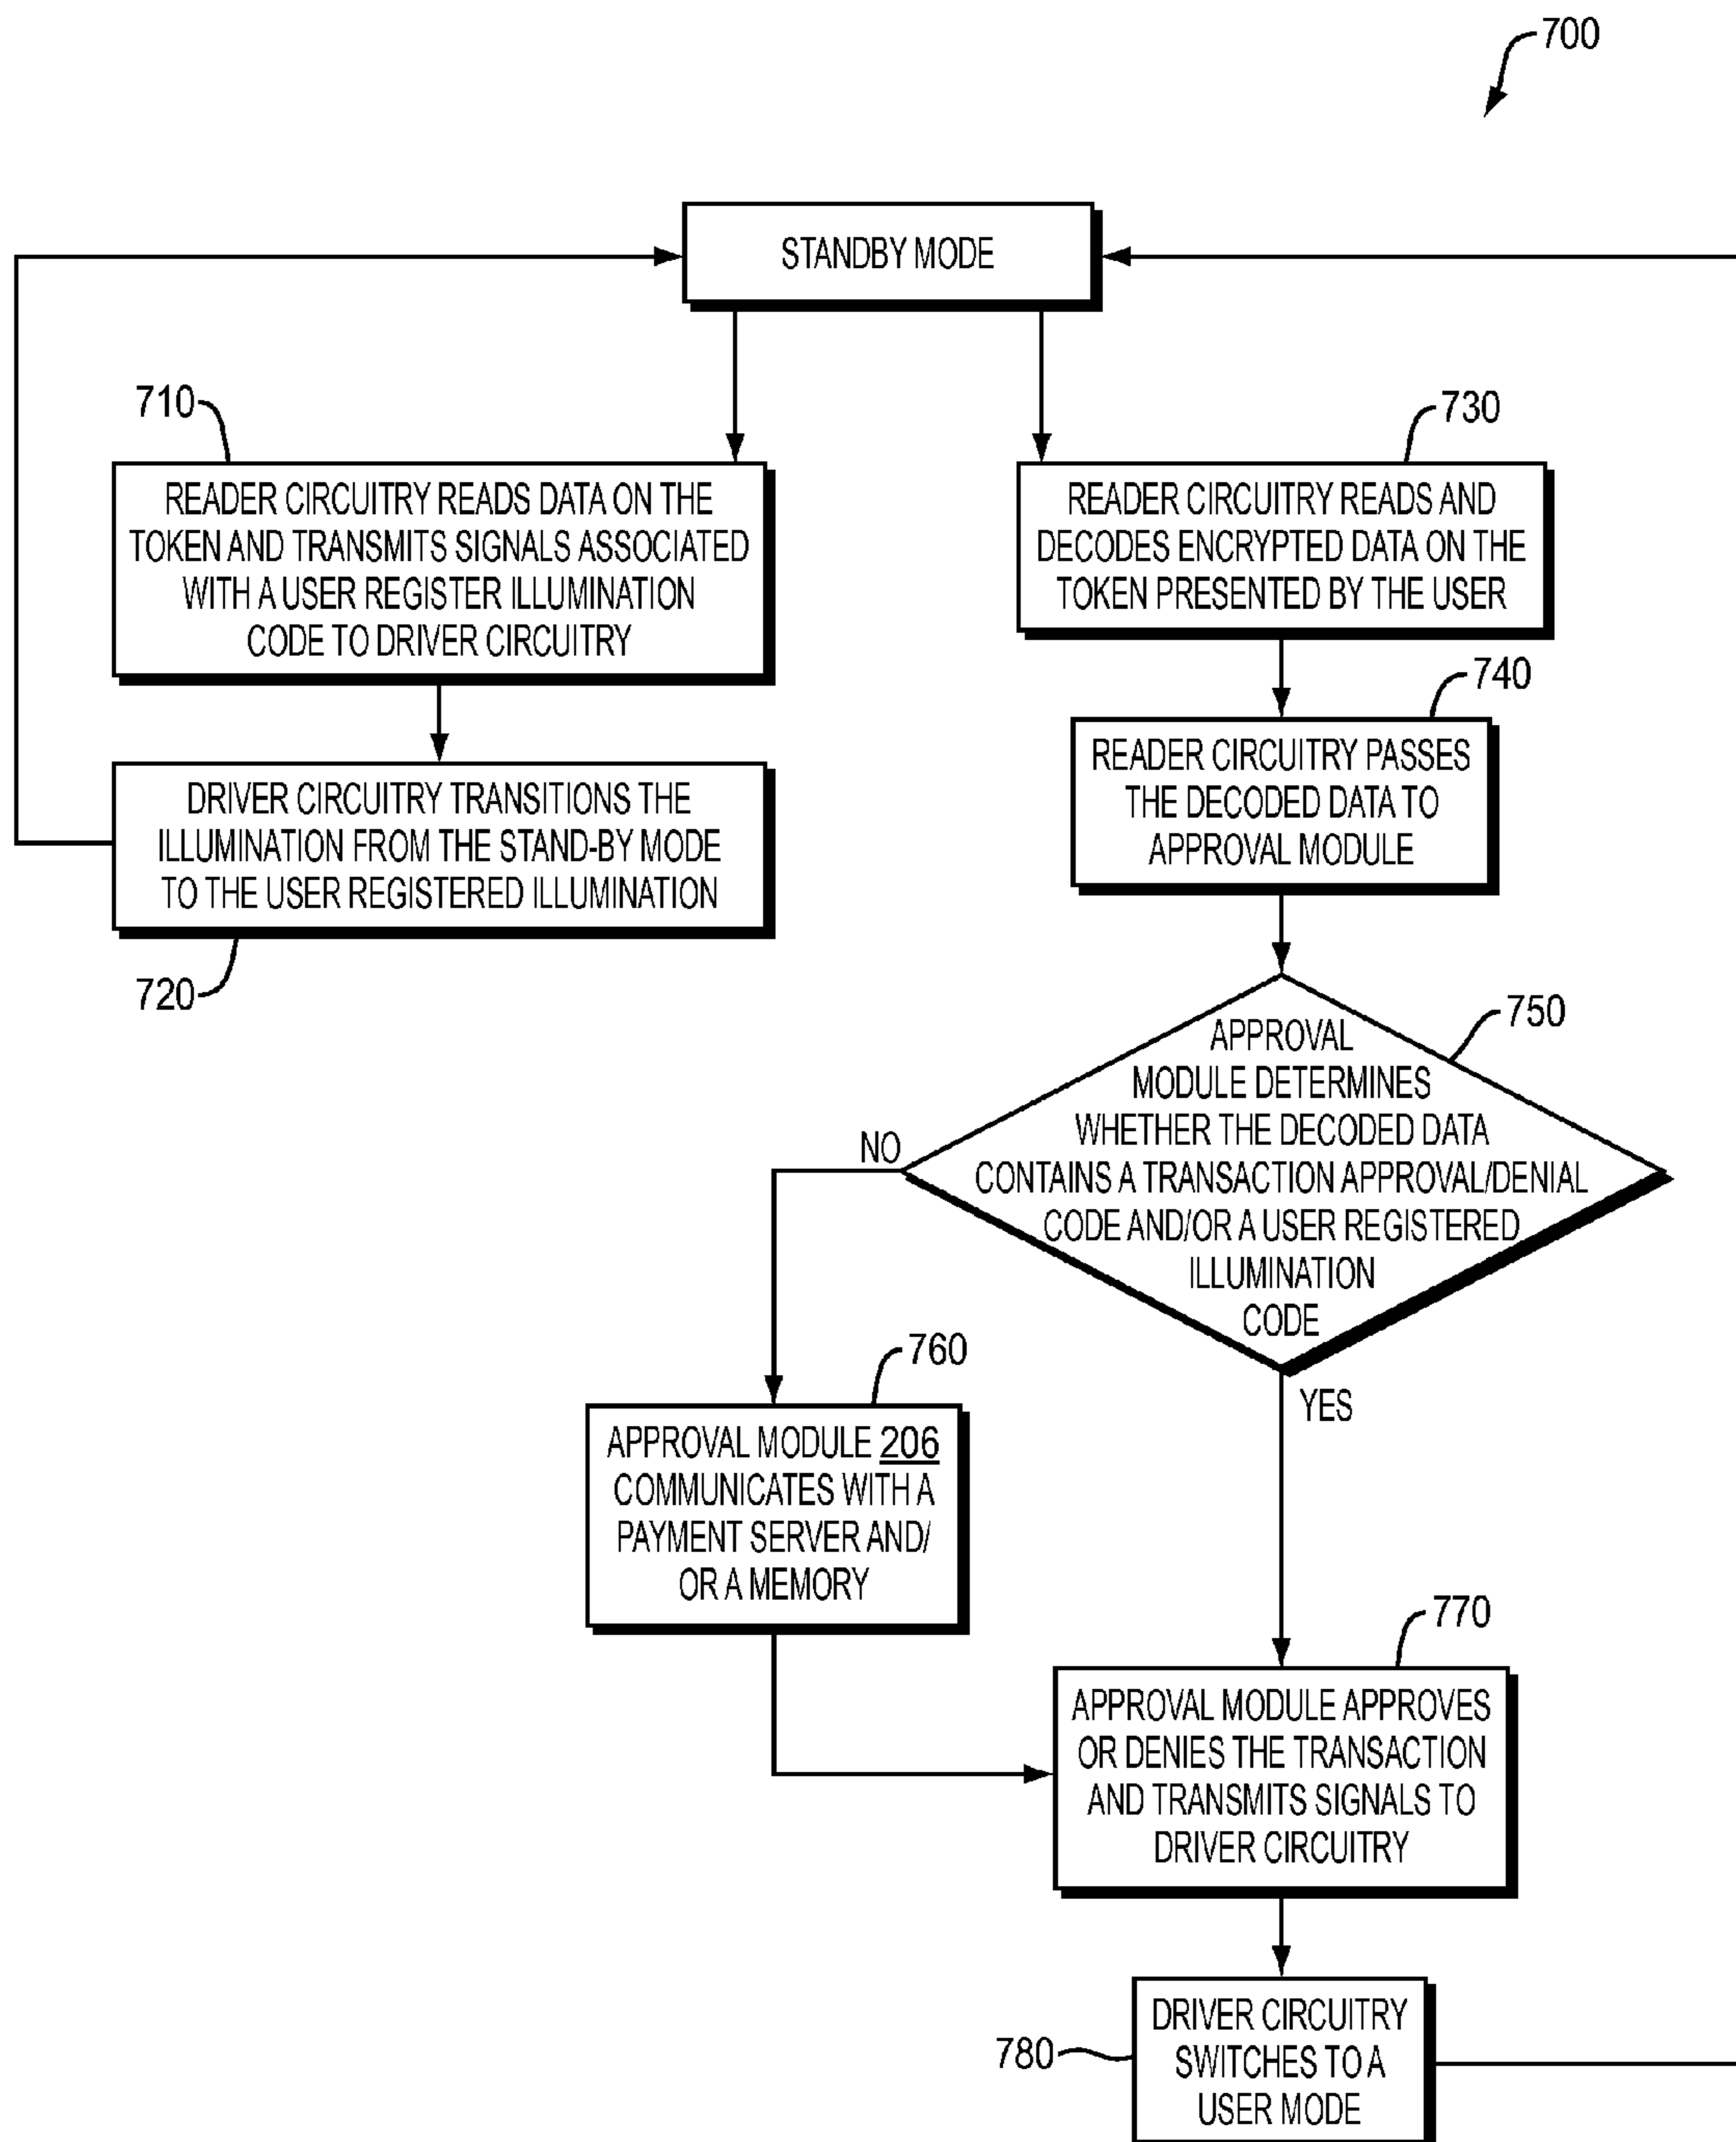 700
STANDBY MODE
710
READER CIRCUITRY READS DATA ON THE
TOKEN AND TRANSMITS SIGNALS ASSOCIATED
WITH A USER REGISTER ILLUMINATION
CODE TO DRIVER CIRCUITRY
730
READER CIRCUITRY READS AND
DECODES ENCRYPTED DATA ON THE
TOKEN PRESENTED BY THE USER
740
READER CIRCUITRY PASSES
THE DECODED DATA TO
APPROVAL MODULE
DRIVER CIRCUITRY TRANSITIONS THE
ILLUMINATION FROM THE STAND-BY MODE
TO THE USER REGISTERED ILLUMINATION
720
750
APPROVAL
MODULE DETERMINES
WHETHER THE DECODED DATA
CONTAINS A TRANSACTION APPROVAL/DENIAL
CODE AND/OR A USER REGISTERED
ILLUMINATION
CODE
NO
YES
760
APPROVAL MODULE 206
COMMUNICATES WITH A
PAYMENT SERVER AND/
OR A MEMORY
770
APPROVAL MODULE APPROVES
OR DENIES THE TRANSACTION
AND TRANSMITS SIGNALS TO
DRIVER CIRCUITRY
780
DRIVER CIRCUITRY
SWITCHES TO A
USER MODE